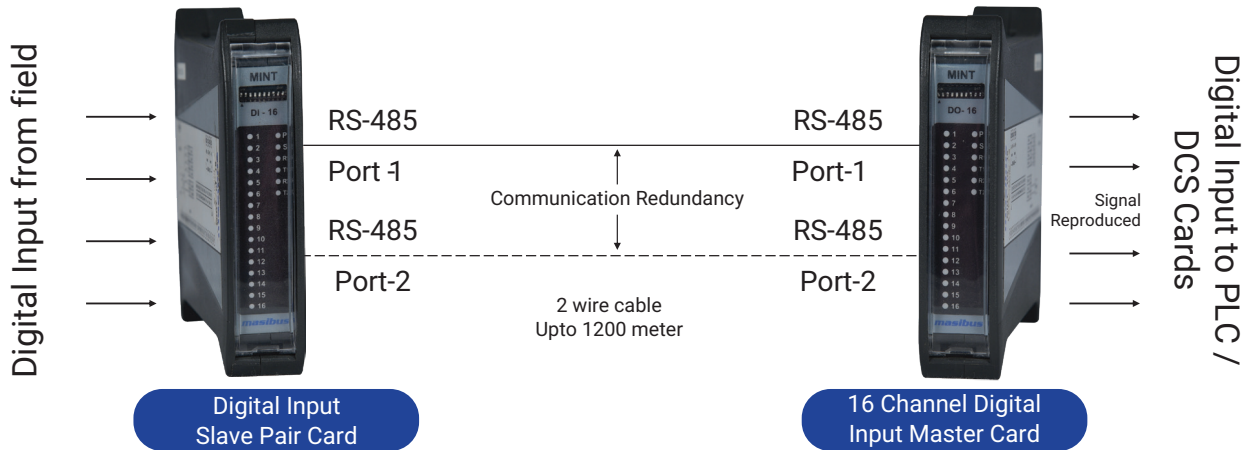 Digital Input from field
MINT
DI - 16
1
2
3
4
5
6
7
8
9
10
11
12
13
14
15
16
masibus
Digital Input
Slave Pair Card
RS-485
Port-1
RS-485
Port-2
Communication Redundancy
2 wire cable
Upto 1200 meter
RS-485
Port-1
RS-485
Port-2
MINT
DO - 16
1
2
3
4
5
6
7
8
9
10
11
12
13
14
15
16
masibus
16 Channel Digital
Input Master Card
Signal
Reproduced
Digital Input to PLC /
DCS Cards